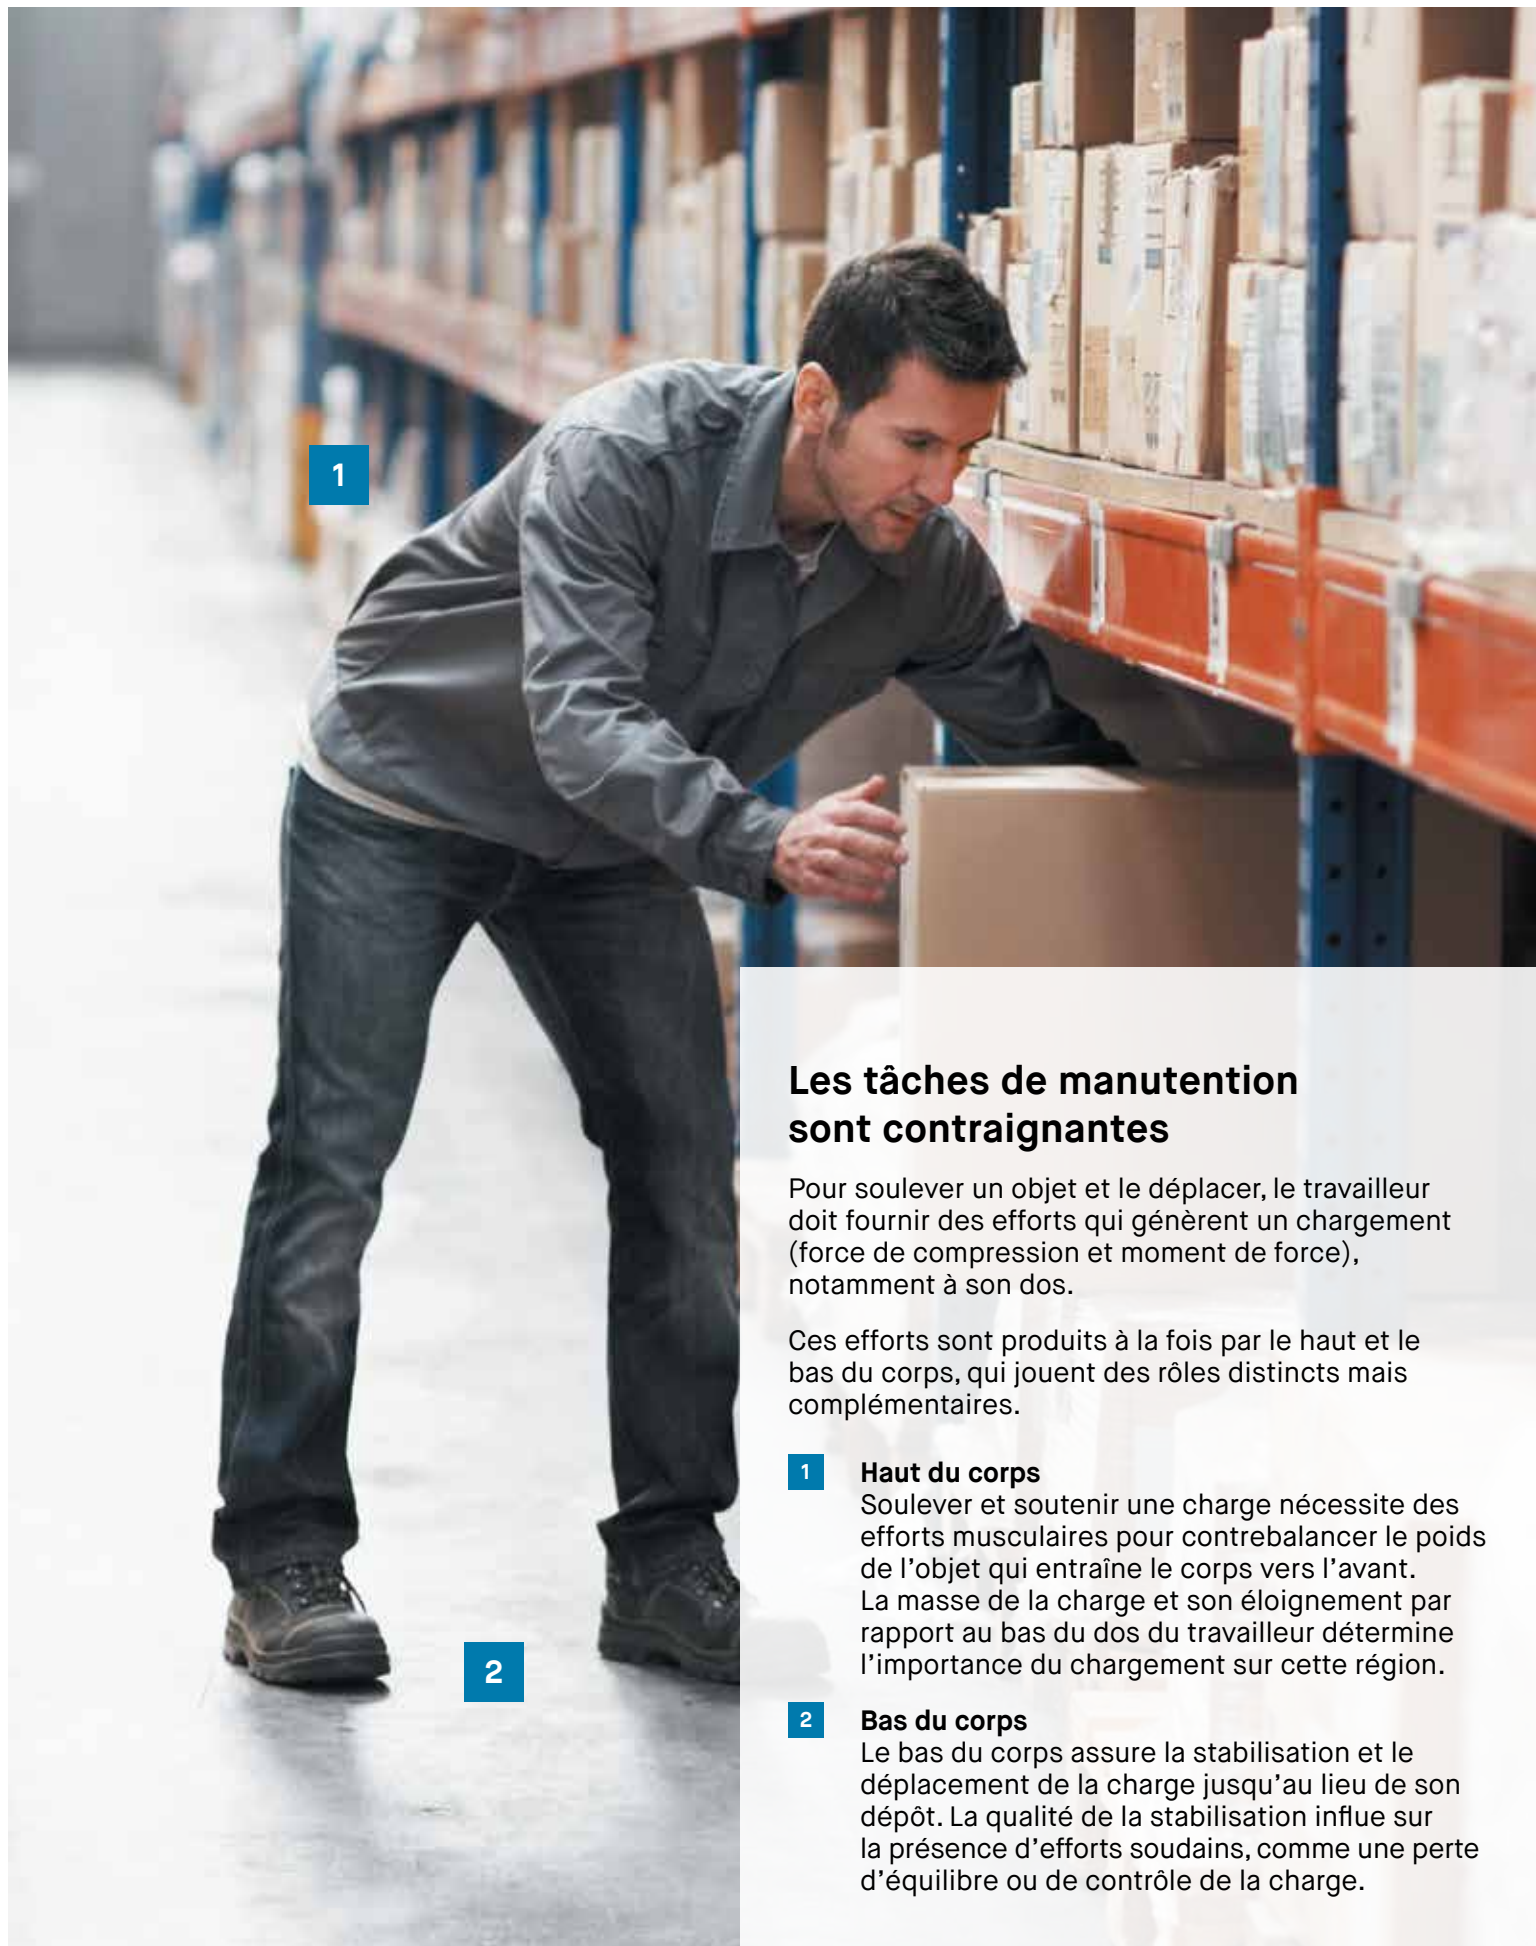 1
2
Les tâches de manutention
sont contraignantes
Pour soulever un objet et le déplacer, le travailleur
doit fournir des efforts qui génèrent un chargement
(force de compression et moment de force),
notamment à son dos.
Ces efforts sont produits à la fois par le haut et le
bas du corps, qui jouent des rôles distincts mais
complémentaires.
1 Haut du corps
Soulever et soutenir une charge nécessite des
efforts musculaires pour contrebalancer le poids
de l’objet qui entraîne le corps vers l’avant.
La masse de la charge et son éloignement par
rapport au bas du dos du travailleur détermine
l’importance du chargement sur cette région.
2 Bas du corps
Le bas du corps assure la stabilisation et le
déplacement de la charge jusqu’au lieu de son
dépôt. La qualité de la stabilisation influe sur
la présence d’efforts soudains, comme une perte
d’équilibre ou de contrôle de la charge.